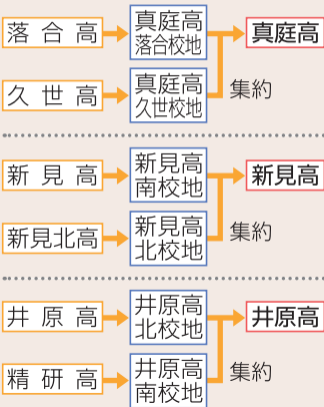 落合高
真庭高
落合校地
真庭高
久世高
真庭高
久世校地
集約
新見高
新見高
南校地
新見高
新見北高
新見高
北校地
集約
井原高
井原高
北校地
井原高
精研高
井原高
南校地
集約